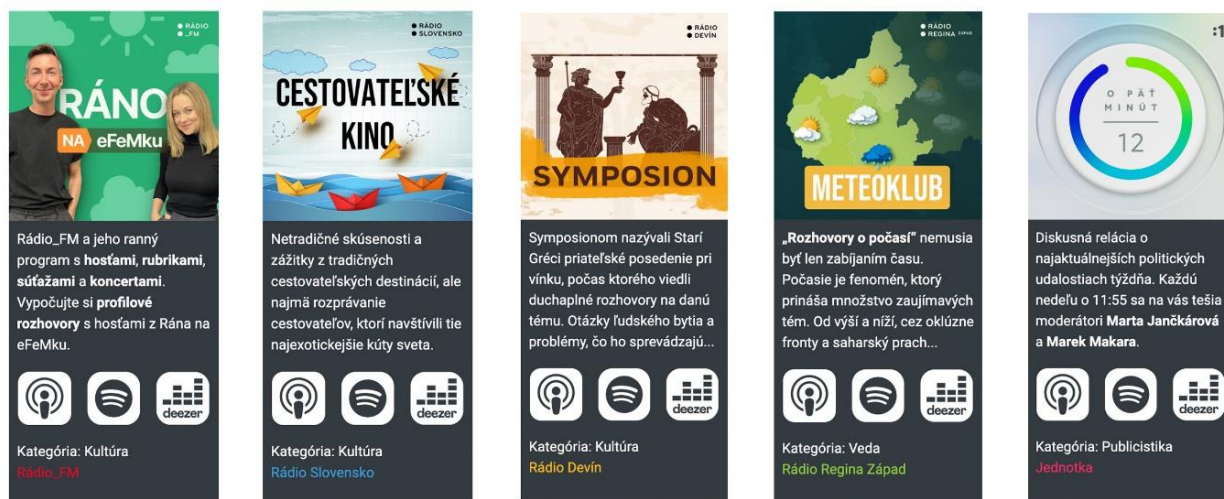 RÁDIO
_FM
RÁNO
NA eFeMku
Rádio_FM a jeho ranný
program s hosťami, rubrikami,
súťažami a koncertami.
Vypočujte si profilové
rozhovory s hosťami z Rána na
eFeMku.
deezer
Kategória: Kultúra
Rádio_FM
RÁDIO
SLOVENSKO
CESTOVATEĽSKÉ
KINO
Netradičné skúsenosti a
zážitky z tradičných
cestovateľských destinácií, ale
najmä rozprávanie
cestovateľov, ktorí navštívili tie
najexotickejšie kúty sveta.
deezer
Kategória: Kultúra
Rádio Slovensko
RÁDIO
DEVÍN
SYMPOSION
Symposionom nazývali Starí
Gréci priateľské posedenie pri
vínku, počas ktorého viedli
duchaplné rozhovory na danú
tému. Otázky ľudského bytia a
problémy, čo ho sprevádzajú...
deezer
Kategória: Kultúra
Rádio Devín
RÁDIO
REGINA ZÁPAD
METEOKLUB
„Rozhovory o počasí“ nemusia
byť len zabíjaním času.
Počasie je fenomén, ktorý
prináša množstvo zaujímavých
tém. Od výší a níží, cez oklúzne
fronty a saharský prach...
deezer
Kategória: Veda
Rádio Regina Západ
:1
O PÄŤ
MINÚT
12
Diskusná relácia o
najaktuálnejších politických
udalostiach týždňa. Každú
nedeľu o 11:55 sa na vás tešia
moderátori Marta Jančkárová
a Marek Makara.
deezer
Kategória: Publicistika
Jednotka